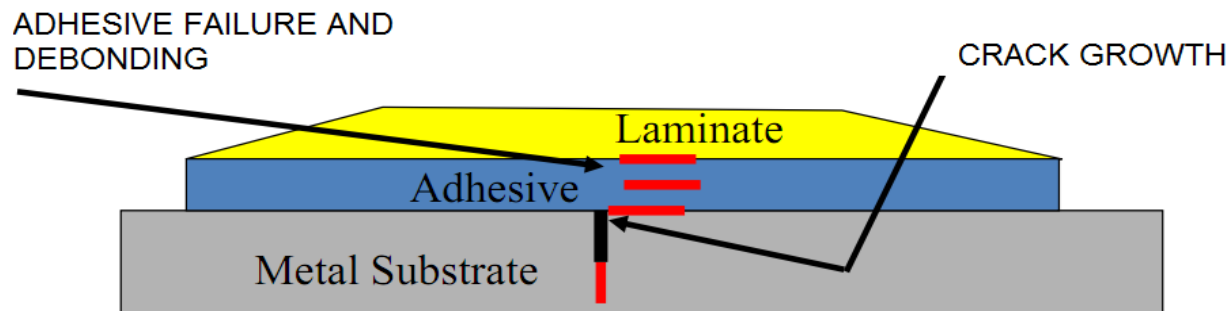 ADHESIVE FAILURE AND
DEBONDING
CRACK GROWTH
Laminate
Adhesive
Metal Substrate